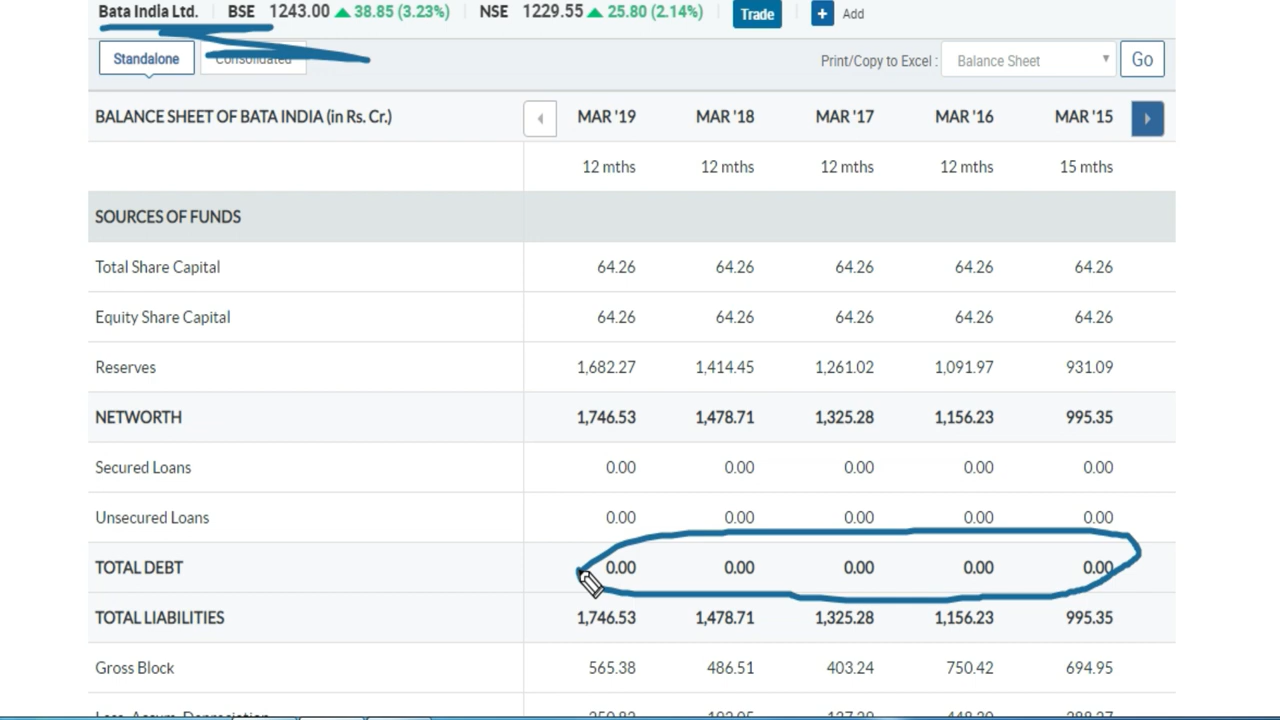 Bata India Ltd. BSE 1243.00 38.85 (3.23%) NSE 1229.55 25.80 (2.14%) Trade + Add
Standalone Consolidated Print/Copy to Excel : Balance Sheet Go
BALANCE SHEET OF BATA INDIA (in Rs. Cr.) MAR '19 MAR '18 MAR '17 MAR '16 MAR '15
12 mths 12 mths 12 mths 12 mths 15 mths
SOURCES OF FUNDS
Total Share Capital 64.26 64.26 64.26 64.26 64.26
Equity Share Capital 64.26 64.26 64.26 64.26 64.26
Reserves 1,682.27 1,414.45 1,261.02 1,091.97 931.09
NETWORTH 1,746.53 1,478.71 1,325.28 1,156.23 995.35
Secured Loans 0.00 0.00 0.00 0.00 0.00
Unsecured Loans 0.00 0.00 0.00 0.00 0.00
TOTAL DEBT 0.00 0.00 0.00 0.00 0.00
TOTAL LIABILITIES 1,746.53 1,478.71 1,325.28 1,156.23 995.35
Gross Block 565.38 486.51 403.24 750.42 694.95